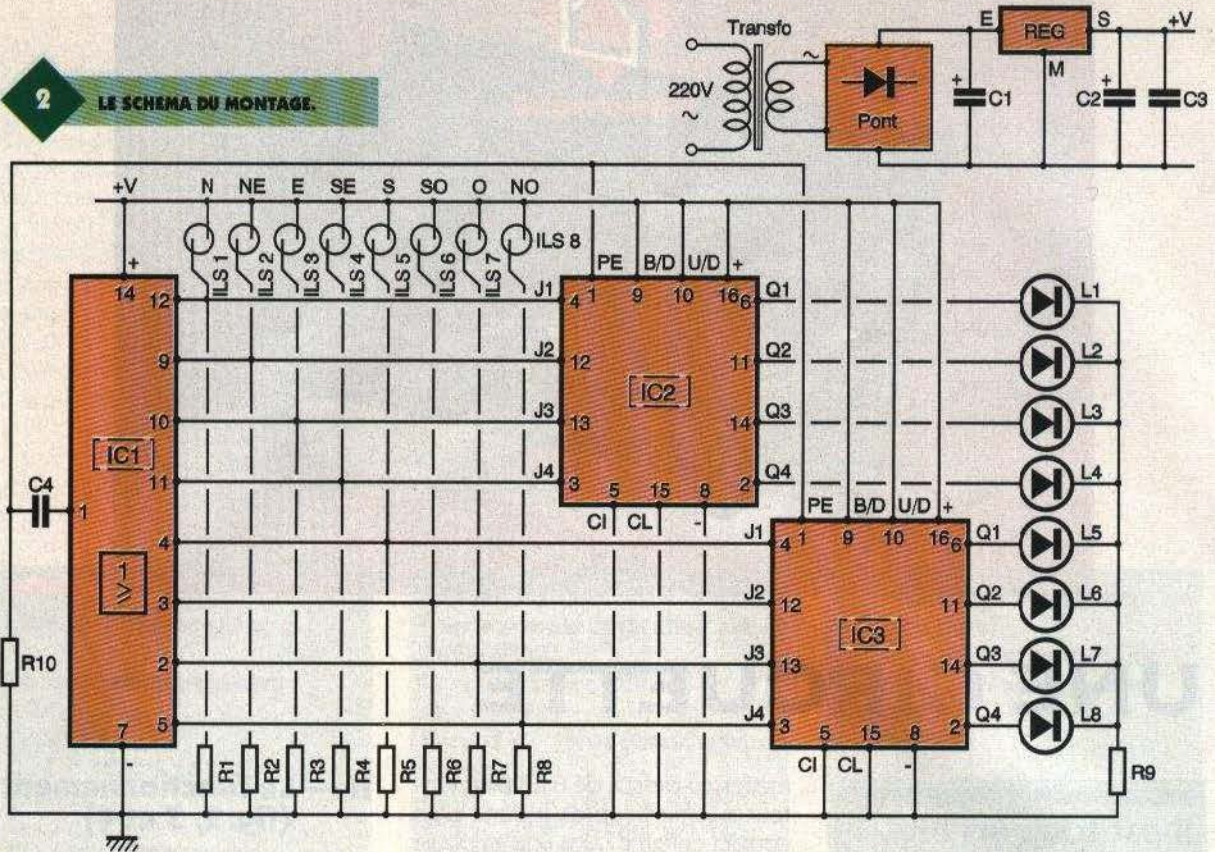 2 LE SCHEMA DU MONTAGE.
Transfo
220V
~
~
Pont
E REG S +V
M
+
C1
+
C2
C3
+V N NE E SE S SO O NO
ILS 1 ILS 2 ILS 3 ILS 4 ILS 5 ILS 6 ILS 7 ILS 8
PE B/D U/D +
+
14
1 9 10 16
12 J1 4 6 Q1 L1
9 J2 12 11 Q2 L2
IC2
10 J3 13 14 Q3 L3
IC1
11 J4 3 2 Q4 L4
5 15 8
CI CL -
C4
1
PE B/D U/D +
1 9 10 16
4 J1 4 6 Q1 L5
1
>
3 J2 12 11 Q2 L6
IC3
2 J3 13 14 Q3 L7
R10
5 J4 3 2 Q4 L8
7
-
5 15 8
CI CL -
R1 R2 R3 R4 R5 R6 R7 R8
R9